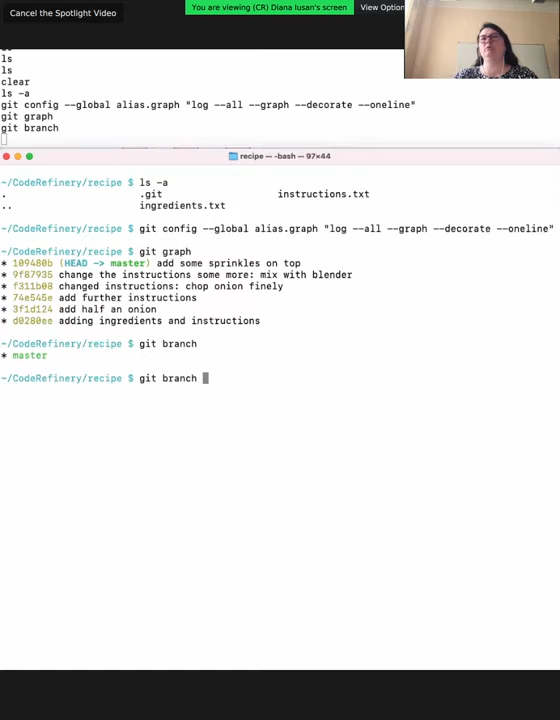 Cancel the Spotlight Video
You are viewing (CR) Diana Iusan's screen
View Option
ls
ls
ls
clear
ls -a
git config --global alias.graph "log --all --graph --decorate --oneline"
git graph
git branch
recipe — -bash — 97×44
~/CodeRefinery/recipe $ ls -a
. .git instructions.txt
.. ingredients.txt
~/CodeRefinery/recipe $ git config --global alias.graph "log --all --graph --decorate --oneline"
~/CodeRefinery/recipe $ git graph
* 109480b (HEAD -> master) add some sprinkles on top
* 9f87935 change the instructions some more: mix with blender
* f311b08 changed instructions: chop onion finely
* 74e545e add further instructions
* 3f1d124 add half an onion
* d0280ee adding ingredients and instructions
~/CodeRefinery/recipe $ git branch
* master
~/CodeRefinery/recipe $ git branch